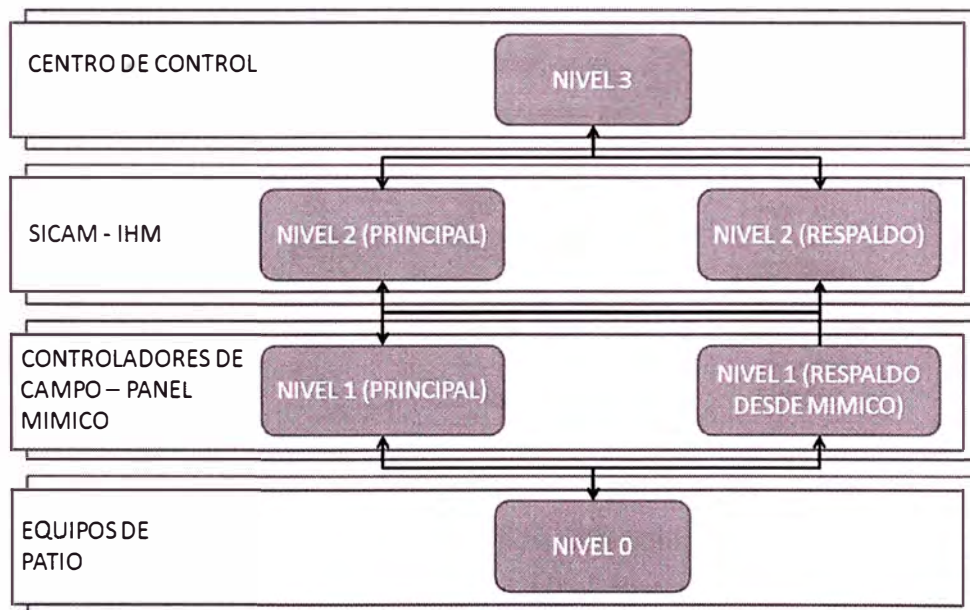 CENTRO DE CONTROL
NIVEL 3
SICAM - IHM
NIVEL 2 (PRINCIPAL)
NIVEL 2 (RESPALDO)
CONTROLADORES DE
CAMPO – PANEL
MIMICO
NIVEL 1 (PRINCIPAL)
NIVEL 1 (RESPALDO
DESDE MIMICO)
EQUIPOS DE
PATIO
NIVEL 0